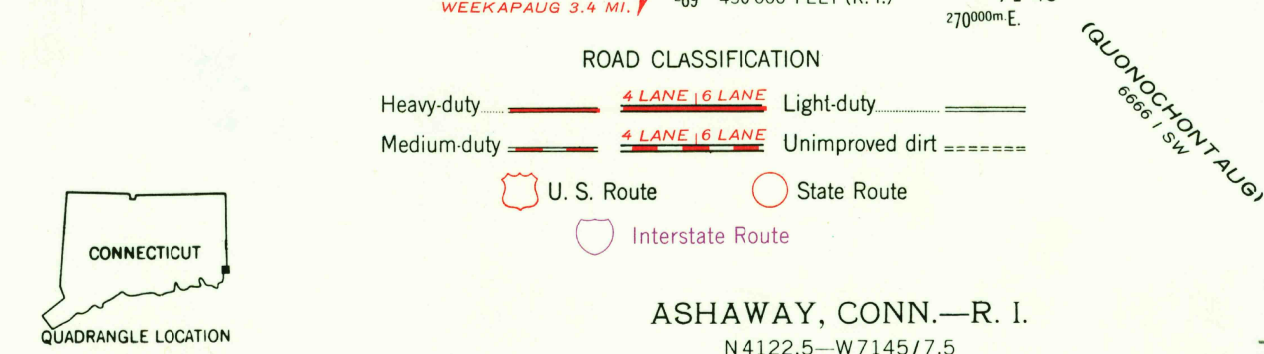 WEEKAPAUG 3.4 MI.
270000m.E.
(QUONOCHONTAUG)
6666 I SW
ROAD CLASSIFICATION
Heavy-duty 4 LANE 6 LANE Light-duty
Medium-duty 4 LANE 6 LANE Unimproved dirt
U. S. Route State Route
Interstate Route
CONNECTICUT
QUADRANGLE LOCATION
ASHAWAY, CONN.—R. I.
N4122.5—W7145/7.5